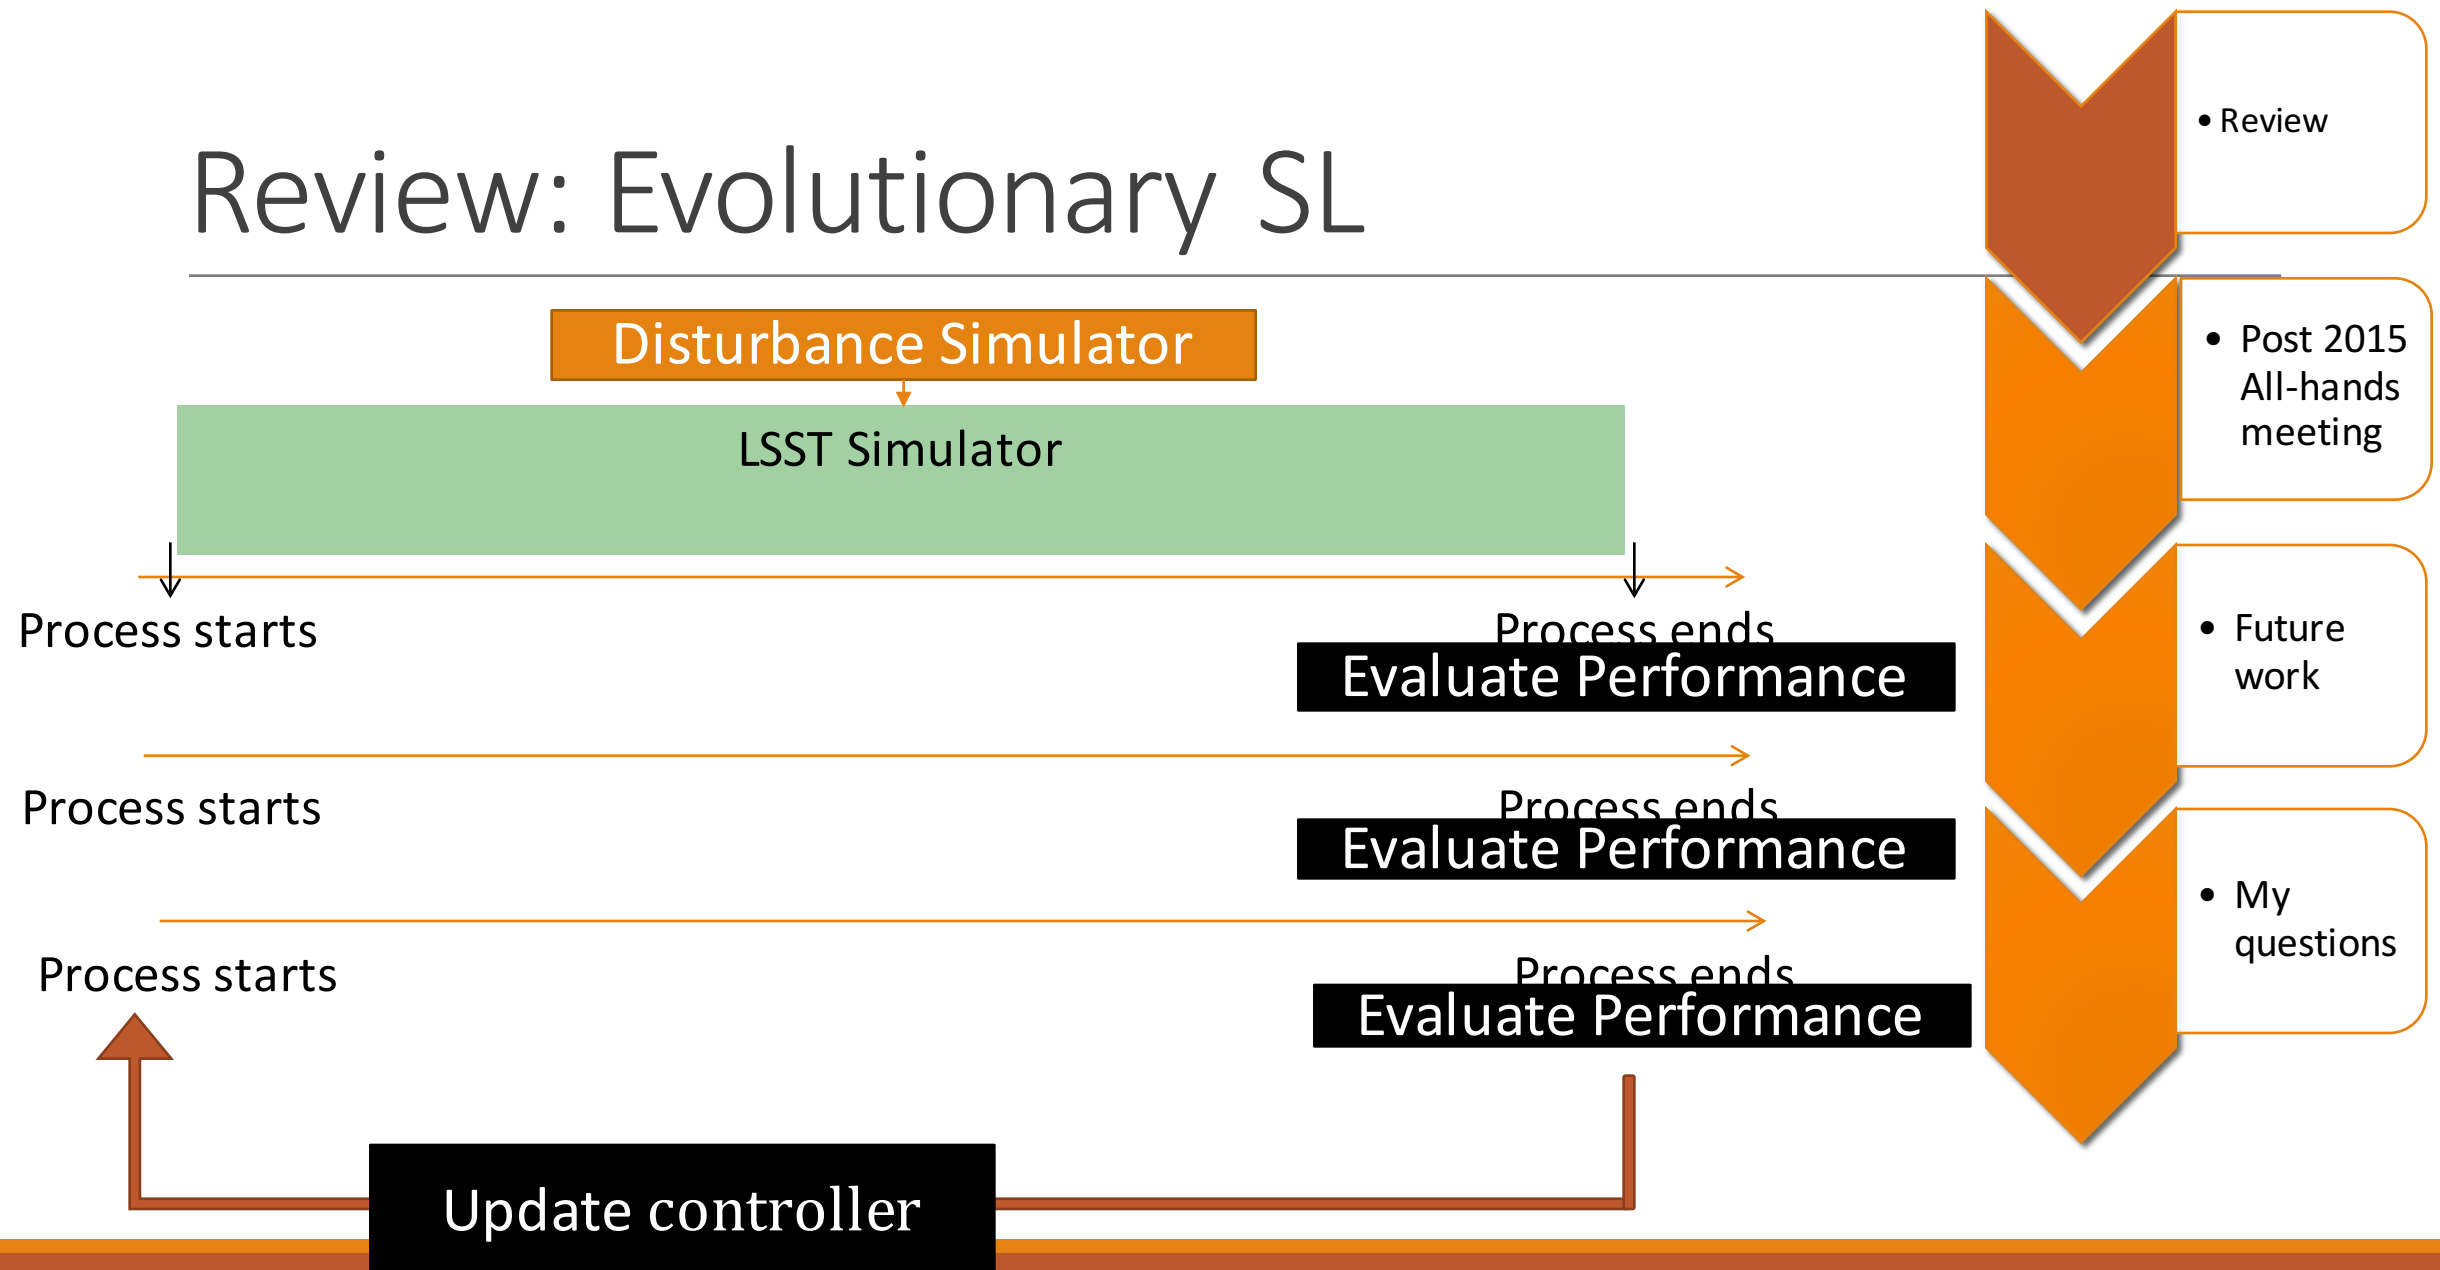 Review: Evolutionary SL
Disturbance Simulator
LSST Simulator
Process starts
Process ends
Evaluate Performance
Process starts
Process ends
Evaluate Performance
Process starts
Process ends
Evaluate Performance
Update controller
• Review
• Post 2015
All-hands
meeting
• Future
work
• My
questions